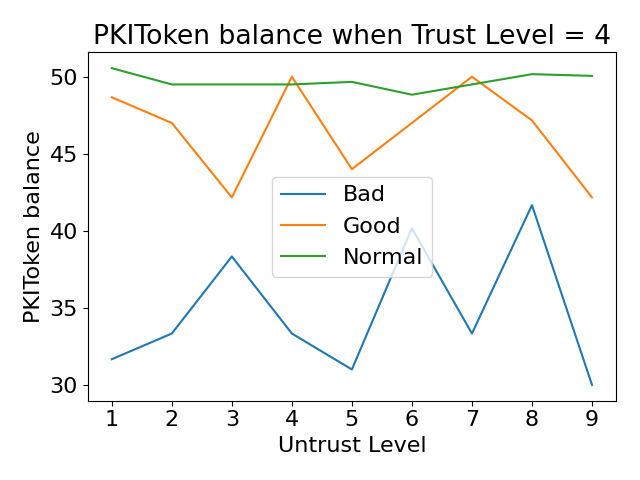 PKIToken balance when Trust Level = 4
PKIToken balance
50
45
40
35
30
Bad
Good
Normal
1 2 3 4 5 6 7 8 9
Untrust Level